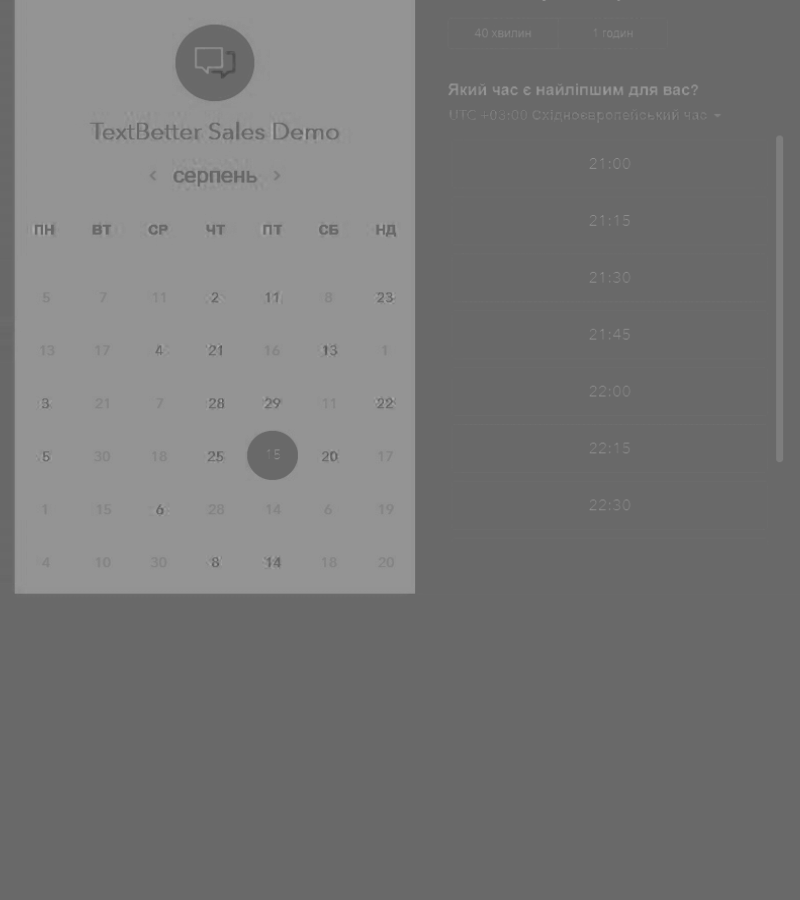 TextBetter Sales Demo
серпень
ПН ВТ СР ЧТ ПТ СБ НД
5 7 11 2 11 8 23
13 17 4 21 16 13 1
3 21 7 28 29 11 22
5 30 18 25 15 20 17
1 15 6 28 14 6 19
4 10 30 8 14 18 20
40 хвилин 1 годин
Який час є найліпшим для вас?
UTC +03:00 Східноєвропейський час
21:00
21:15
21:30
21:45
22:00
22:15
22:30